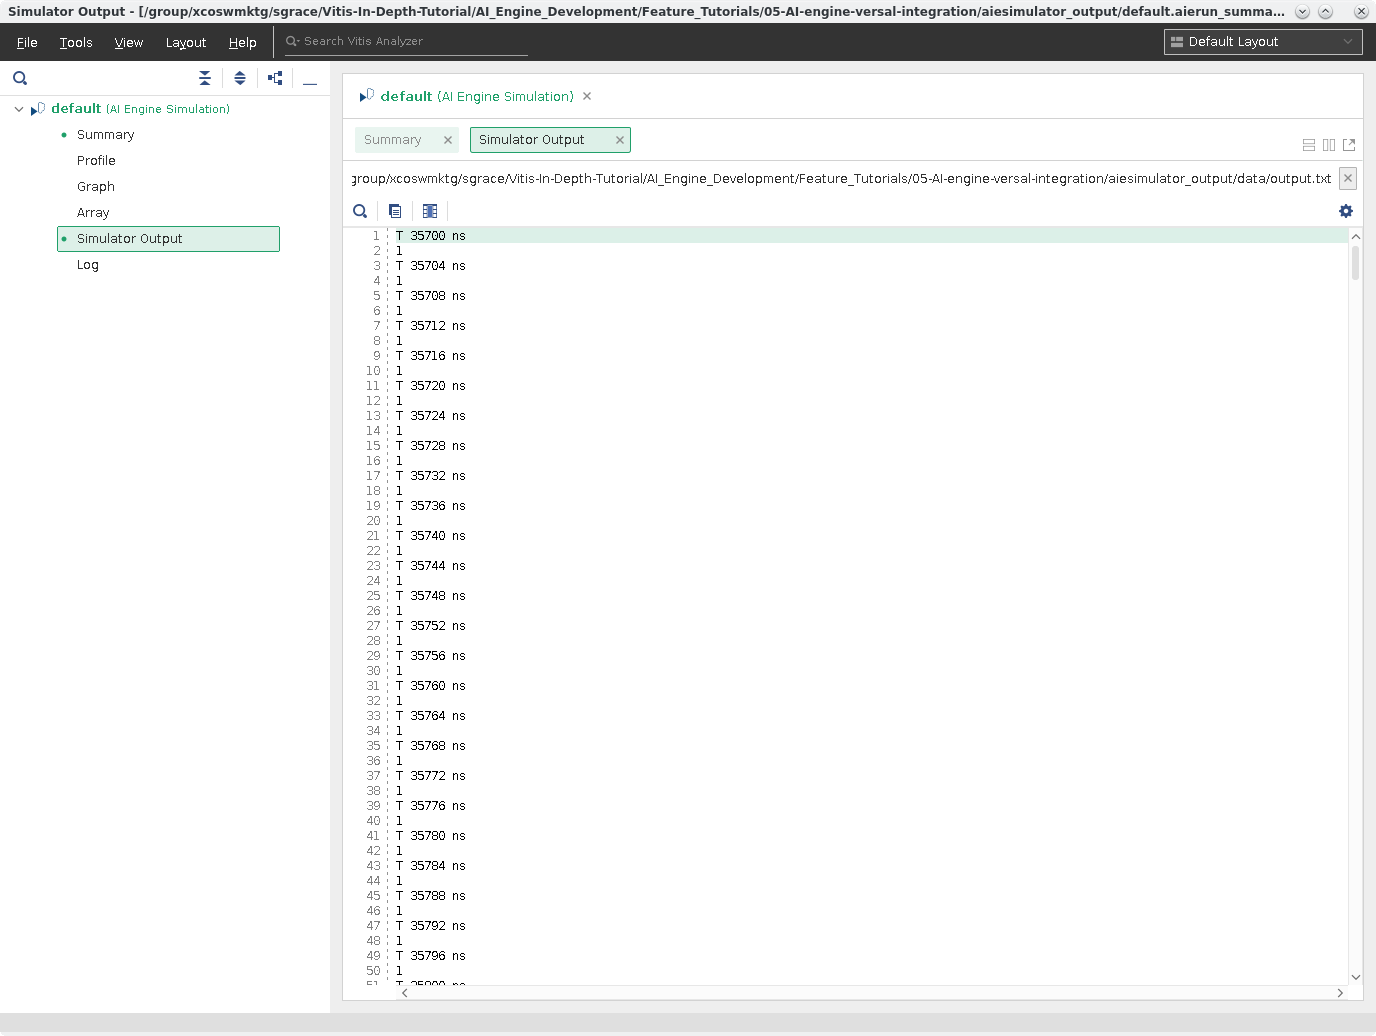 Simulator Output - [/group/xcoswmktg/sgrace/Vitis-In-Depth-Tutorial/AI_Engine_Development/Feature_Tutorials/05-AI-engine-versal-integration/aiesimulator_output/default.aierun_summa...
File Tools View Layout Help Search Vitis Analyzer Default Layout
default (AI Engine Simulation)
Summary
Profile
Graph
Array
Simulator Output
Log
default (AI Engine Simulation)
Summary Simulator Output
group/xcoswmktg/sgrace/Vitis-In-Depth-Tutorial/AI_Engine_Development/Feature_Tutorials/05-AI-engine-versal-integration/aiesimulator_output/data/output.txt
1 T 35700 ns
2 1
3 T 35704 ns
4 1
5 T 35708 ns
6 1
7 T 35712 ns
8 1
9 T 35716 ns
10 1
11 T 35720 ns
12 1
13 T 35724 ns
14 1
15 T 35728 ns
16 1
17 T 35732 ns
18 1
19 T 35736 ns
20 1
21 T 35740 ns
22 1
23 T 35744 ns
24 1
25 T 35748 ns
26 1
27 T 35752 ns
28 1
29 T 35756 ns
30 1
31 T 35760 ns
32 1
33 T 35764 ns
34 1
35 T 35768 ns
36 1
37 T 35772 ns
38 1
39 T 35776 ns
40 1
41 T 35780 ns
42 1
43 T 35784 ns
44 1
45 T 35788 ns
46 1
47 T 35792 ns
48 1
49 T 35796 ns
50 1
51 T 35800 ns